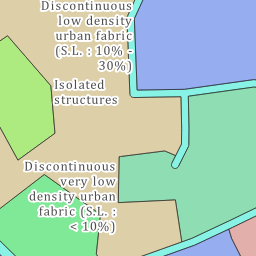 Discontinuous
low density
urban fabric
(S.L. : 10% -
30%)
Isolated
structures
Discontinuous
very low
density urban
fabric (S.L. :
< 10%)